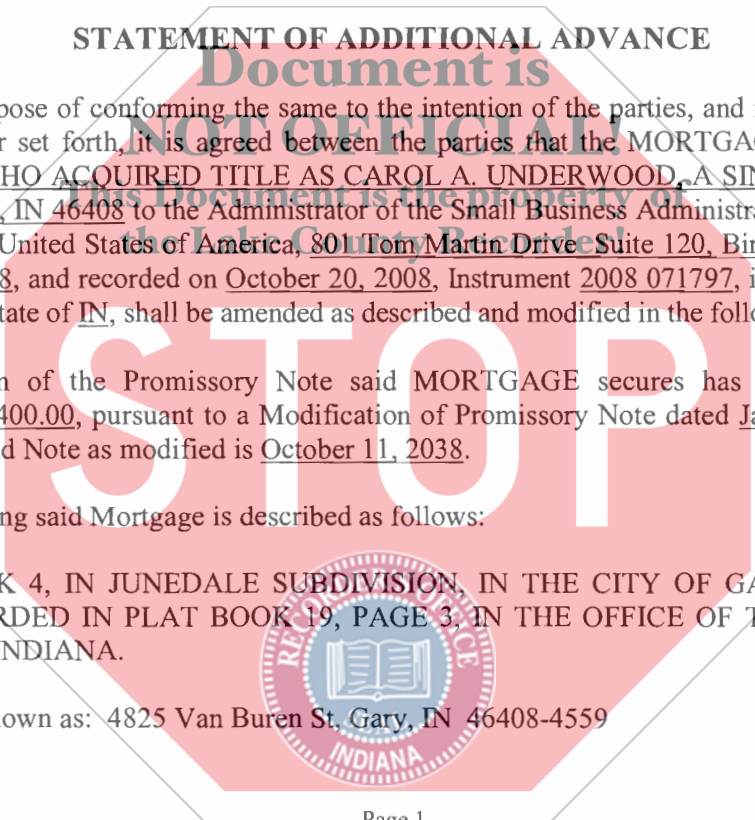 STATEMENT OF ADDITIONAL ADVANCE
Document is
pose of conforming the same to the intention of the parties, and
NOT OFFICIAL!
r set forth, it is agreed between the parties that the MORTGA
HO ACQUIRED TITLE AS CAROL A. UNDERWOOD, A SIN
This Document is the property of
, IN 46408 to the Administrator of the Small Business Administr
the Lake County Recorder!
United States of America, 801 Tom Martin Drive Suite 120, Bir
8, and recorded on October 20, 2008, Instrument 2008 071797, i
tate of IN, shall be amended as described and modified in the follo
STOP
n of the Promissory Note said MORTGAGE secures has
400.00, pursuant to a Modification of Promissory Note dated Ja
d Note as modified is October 11, 2038.
ng said Mortgage is described as follows:
K 4, IN JUNEDALE SUBDIVISION, IN THE CITY OF GA
RDED IN PLAT BOOK 19, PAGE 3, IN THE OFFICE OF T
NDIANA.
own as: 4825 Van Buren St, Gary, IN 46408-4559
INDIANA
Page 1